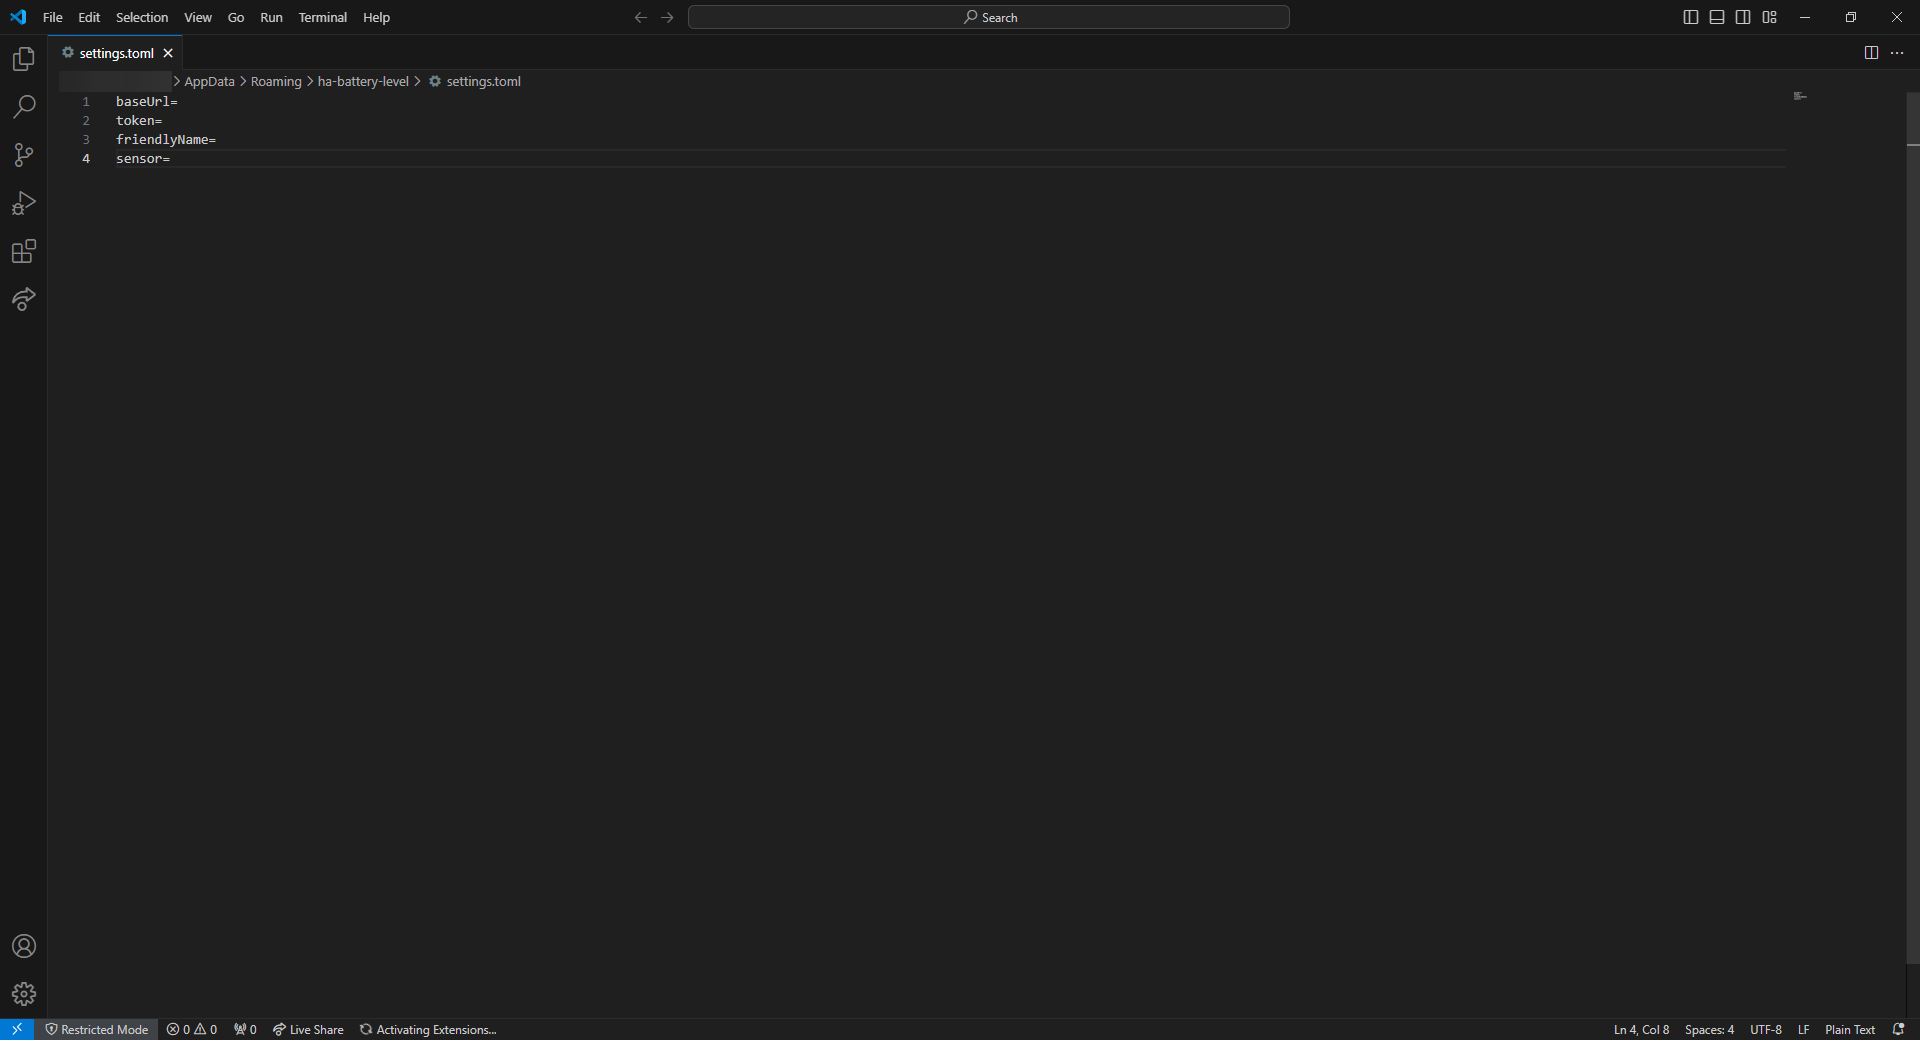 File Edit Selection View Go Run Terminal Help Search
settings.toml
AppData > Roaming > ha-battery-level > settings.toml
1 baseUrl=
2 token=
3 friendlyName=
4 sensor=
Restricted Mode 0 0 0 Live Share Activating Extensions... Ln 4, Col 8 Spaces: 4 UTF-8 LF Plain Text